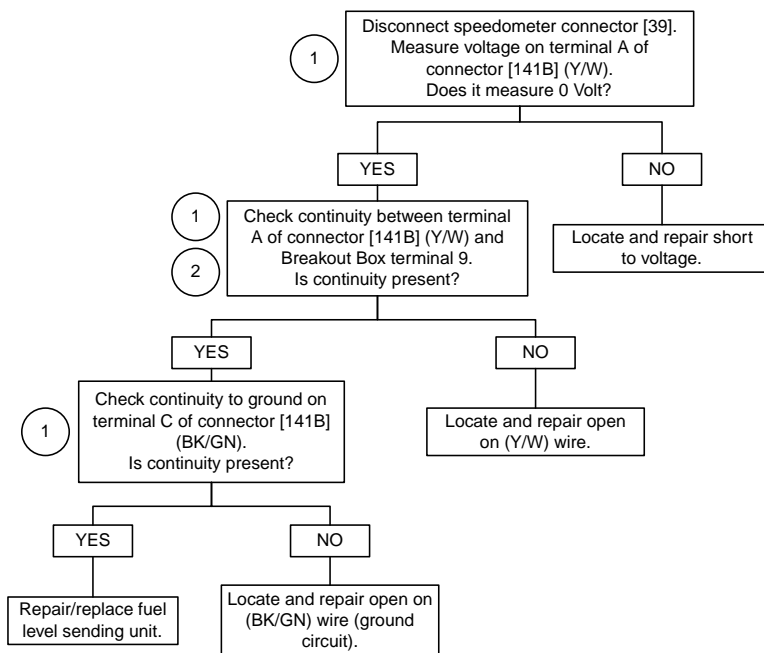 Disconnect speedometer connector [39].
Measure voltage on terminal A of
connector [141B] (Y/W).
Does it measure 0 Volt?
1
YES
NO
1
2
Check continuity between terminal
A of connector [141B] (Y/W) and
Breakout Box terminal 9.
Is continuity present?
Locate and repair short
to voltage.
YES
NO
1
Check continuity to ground on
terminal C of connector [141B]
(BK/GN).
Is continuity present?
Locate and repair open
on (Y/W) wire.
YES
NO
Repair/replace fuel
level sending unit.
Locate and repair open on
(BK/GN) wire (ground
circuit).